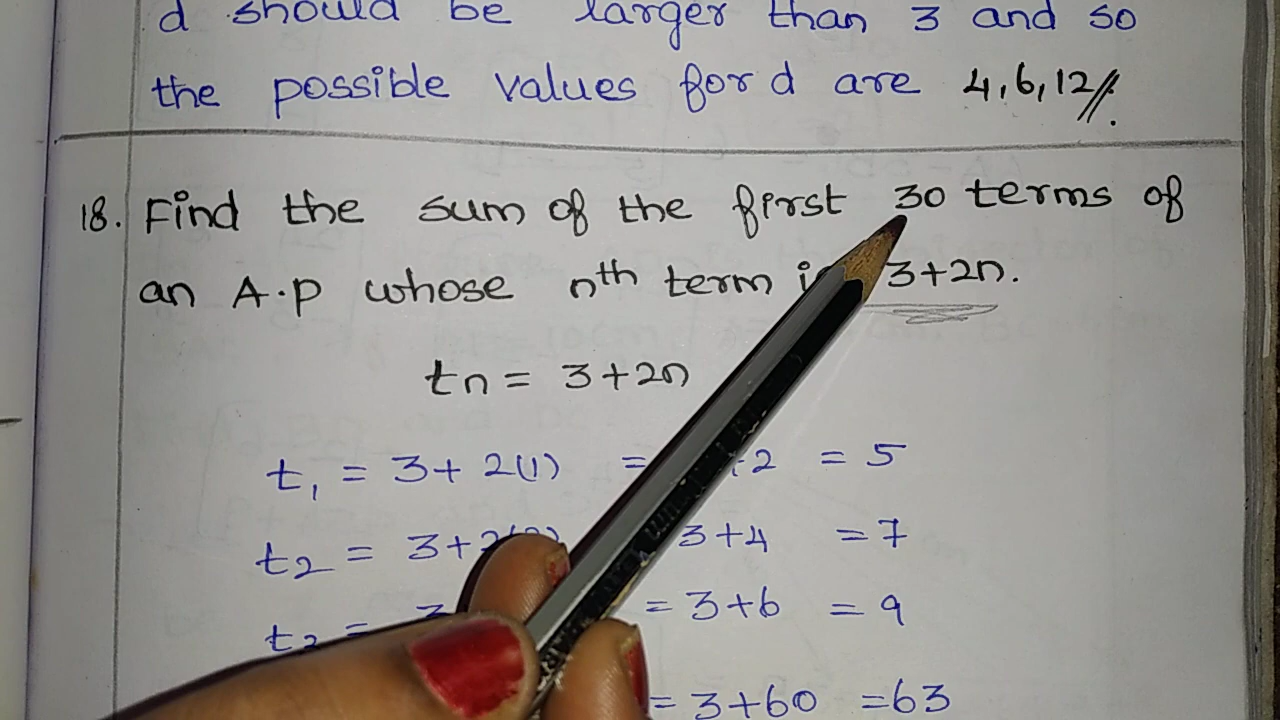 d should be larger than 3 and so
the possible values for d are 4,6,12//.
18. Find the sum of the first 30 terms of
an A.p whose nth term 3+2n.
tn = 3+2n
t1 = 3+ 2(1) = +2 = 5
t2 = 3+2(2) 3+4 = 7
= 3+6 = 9
= 3+60 =63